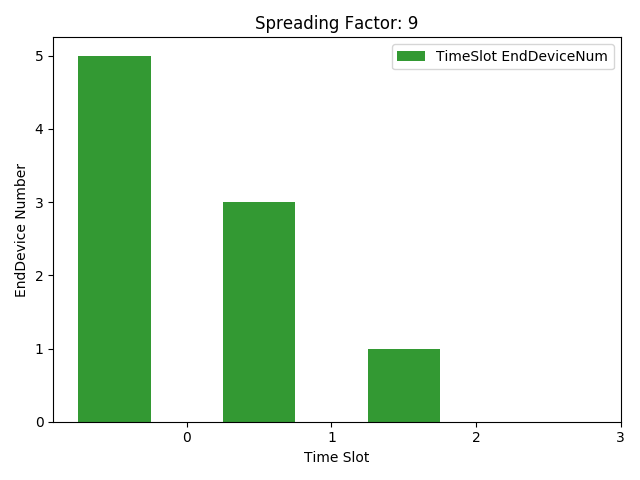 Spreading Factor: 9
TimeSlot EndDeviceNum
EndDevice Number
5
4
3
2
1
0
0 1 2 3
Time Slot